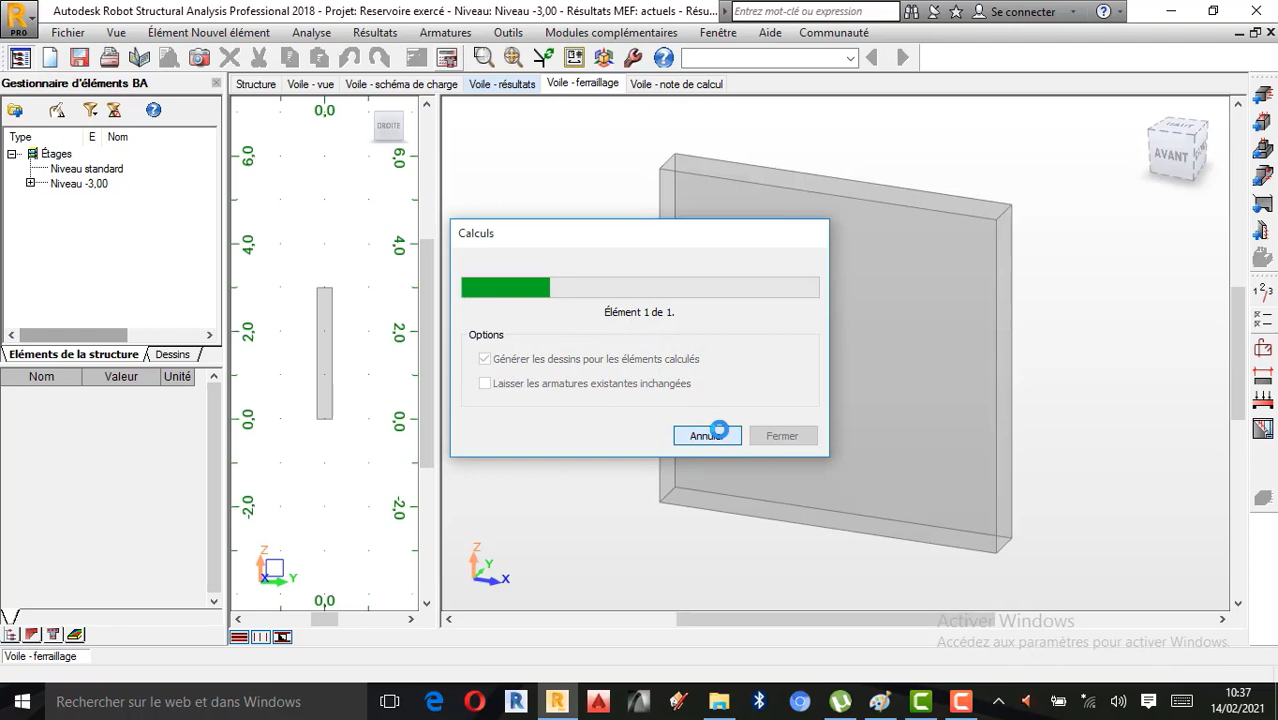 Autodesk Robot Structural Analysis Professional 2018 - Projet: Reservoire exercé - Niveau: Niveau -3,00 - Résultats MEF: actuels - Résu...
Entrez mot-clé ou expression
Se connecter
PRO
Fichier Vue Élément Nouvel élément Analyse Résultats Armatures Outils Modules complémentaires Fenêtre Aide Communauté
Gestionnaire d'éléments BA
Structure Voile - vue Voile - schéma de charge Voile - résultats Voile - ferraillage Voile - note de calcul
Type E Nom
Étages
Niveau standard
Niveau -3,00
Eléments de la structure Dessins
Nom Valeur Unité
0,0
DROITE
6,0 6,0
4,0 4,0
2,0 2,0
0,0 0,0
-2,0 -2,0
Z
X Y
0,0
HAUT
AVANT
Calculs
Élément 1 de 1.
Options
Générer les dessins pour les éléments calculés
Laisser les armatures existantes inchangées
Fermer
Z
Y
X
Activer Windows
Accédez aux paramètres pour activer Windows.
Voile - ferraillage
Rechercher sur le web et dans Windows
10:37
14/02/2021